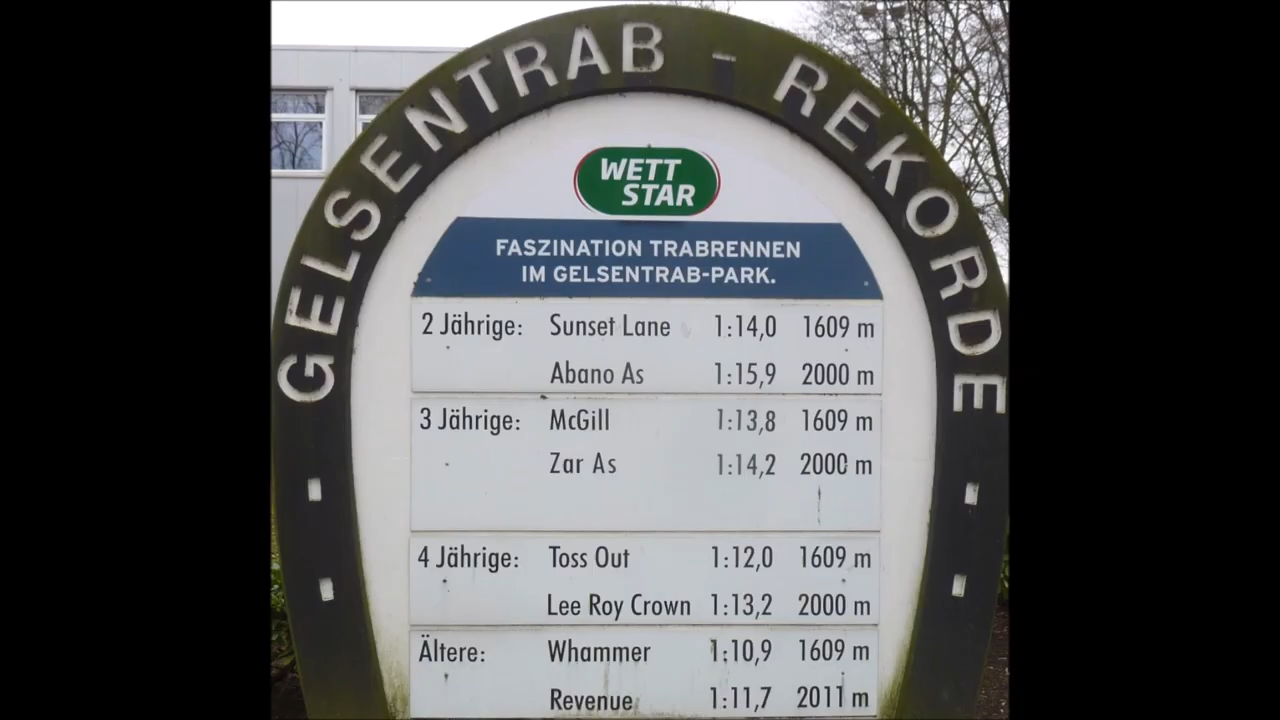 GELSENTRAB - REKORDE
WETT
STAR
FASZINATION TRABRENNEN
IM GELSENTRAB-PARK.
2 Jährige: Sunset Lane 1:14,0 1609 m
Abano As 1:15,9 2000 m
3 Jährige: McGill 1:13,8 1609 m
Zar As 1:14,2 2000 m
4 Jährige: Toss Out 1:12,0 1609 m
Lee Roy Crown 1:13,2 2000 m
Ältere: Whammer 1:10,9 1609 m
Revenue 1:11,7 2011 m